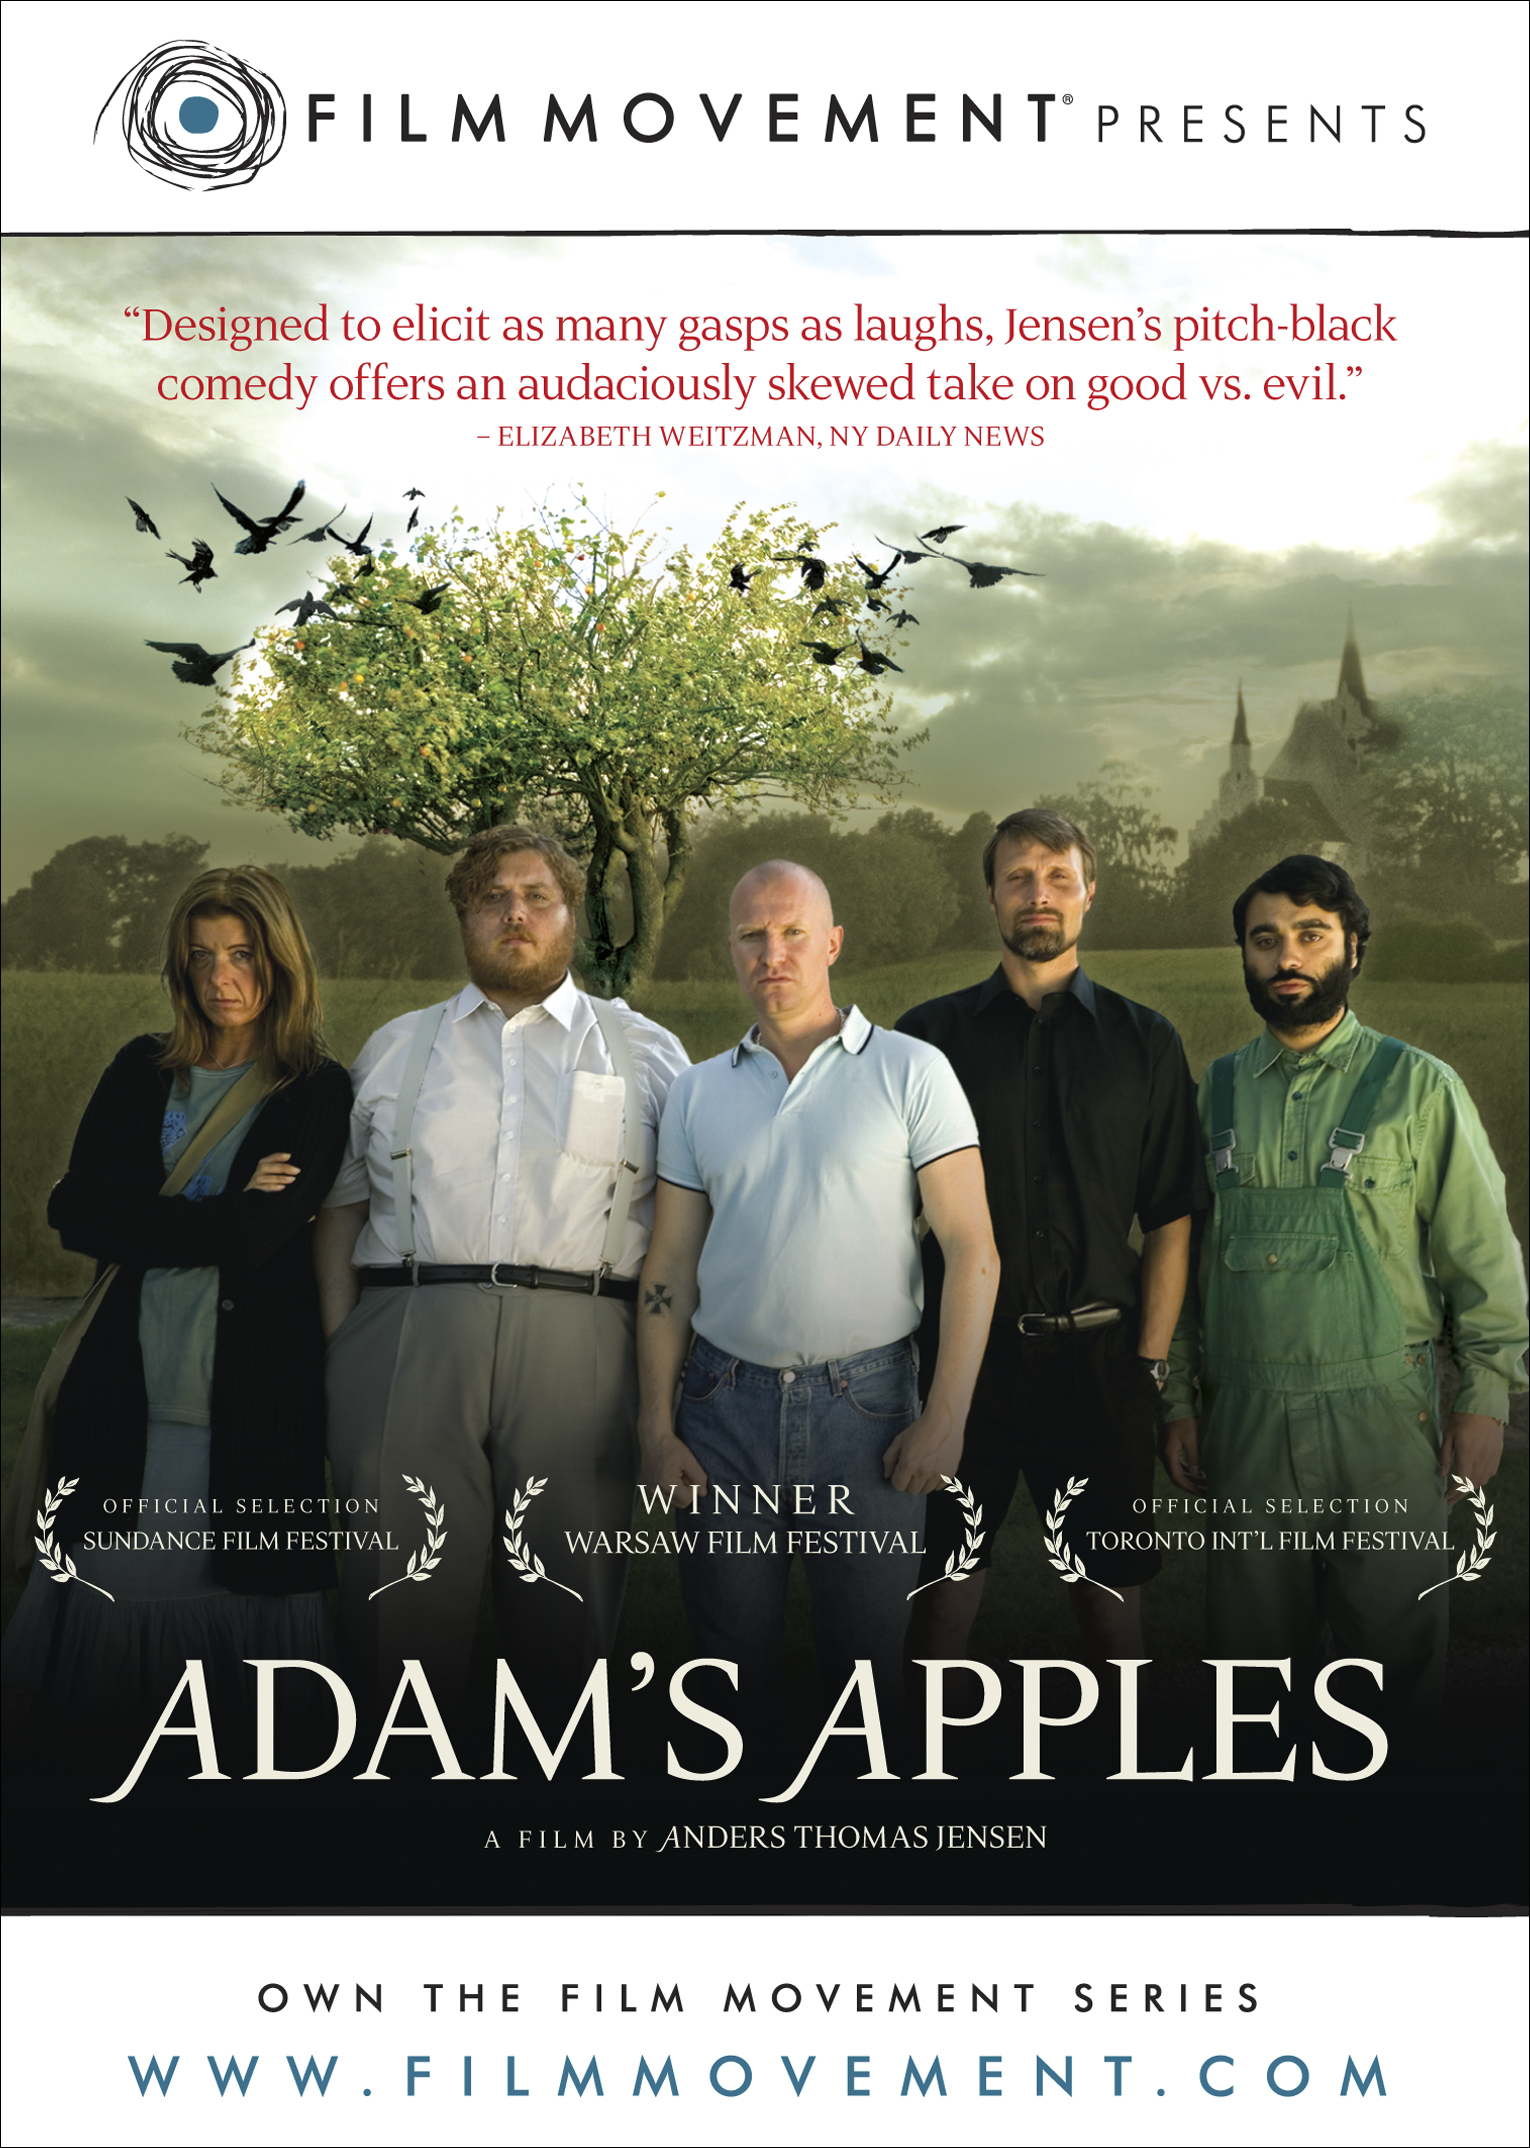 FILM MOVEMENT® PRESENTS
“Designed to elicit as many gasps as laughs, Jensen’s pitch-black
comedy offers an audaciously skewed take on good vs. evil.”
– ELIZABETH WEITZMAN, NY DAILY NEWS
OFFICIAL SELECTION
SUNDANCE FILM FESTIVAL
WINNER
WARSAW FILM FESTIVAL
OFFICIAL SELECTION
TORONTO INT’L FILM FESTIVAL
ADAM’S APPLES
A FILM BY ANDERS THOMAS JENSEN
OWN THE FILM MOVEMENT SERIES
WWW.FILMMOVEMENT.COM